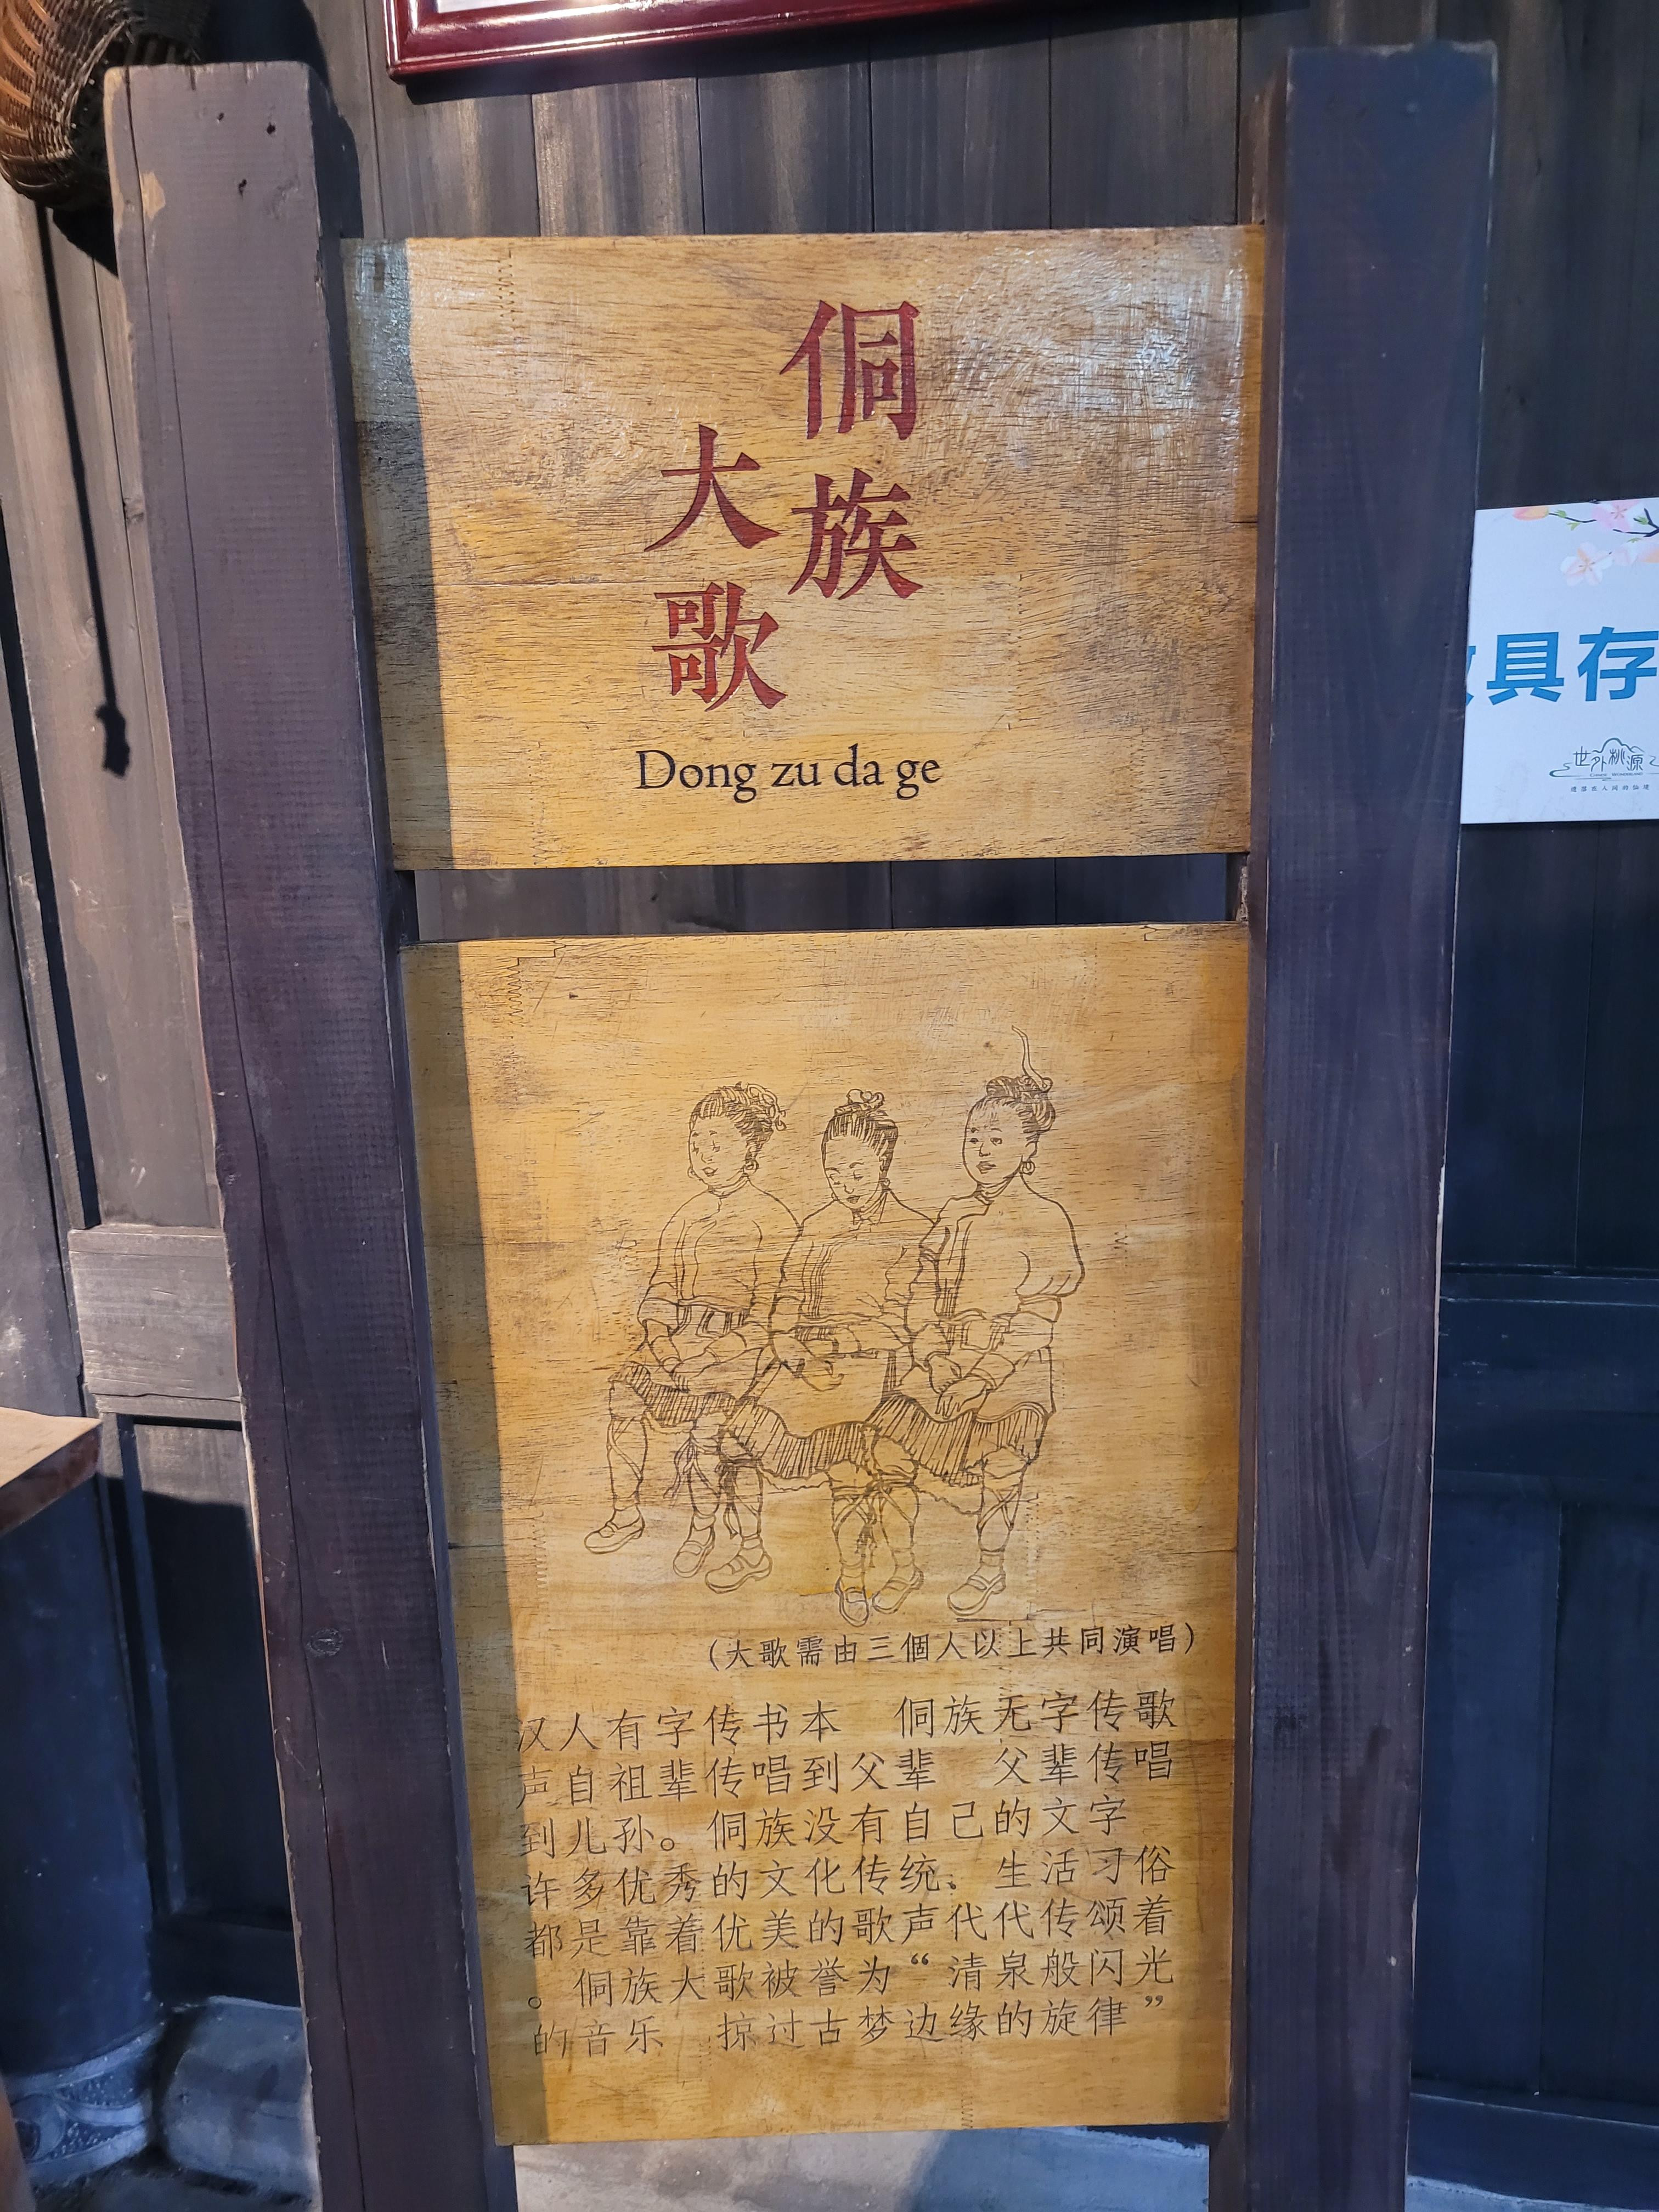 侗族
大歌
Dong zu da ge
(大歌需由三個人以上共同演唱)
汉人有字传书本 侗族无字传歌
声自祖辈传唱到父辈 父辈传唱
到儿孙。侗族没有自己的文字
许多优秀的文化传统、生活习俗
都是靠着优美的歌声代代传颂着
。侗族大歌被誉为“清泉般闪光
的音乐 掠过古梦边缘的旋律”
具存
世外桃源